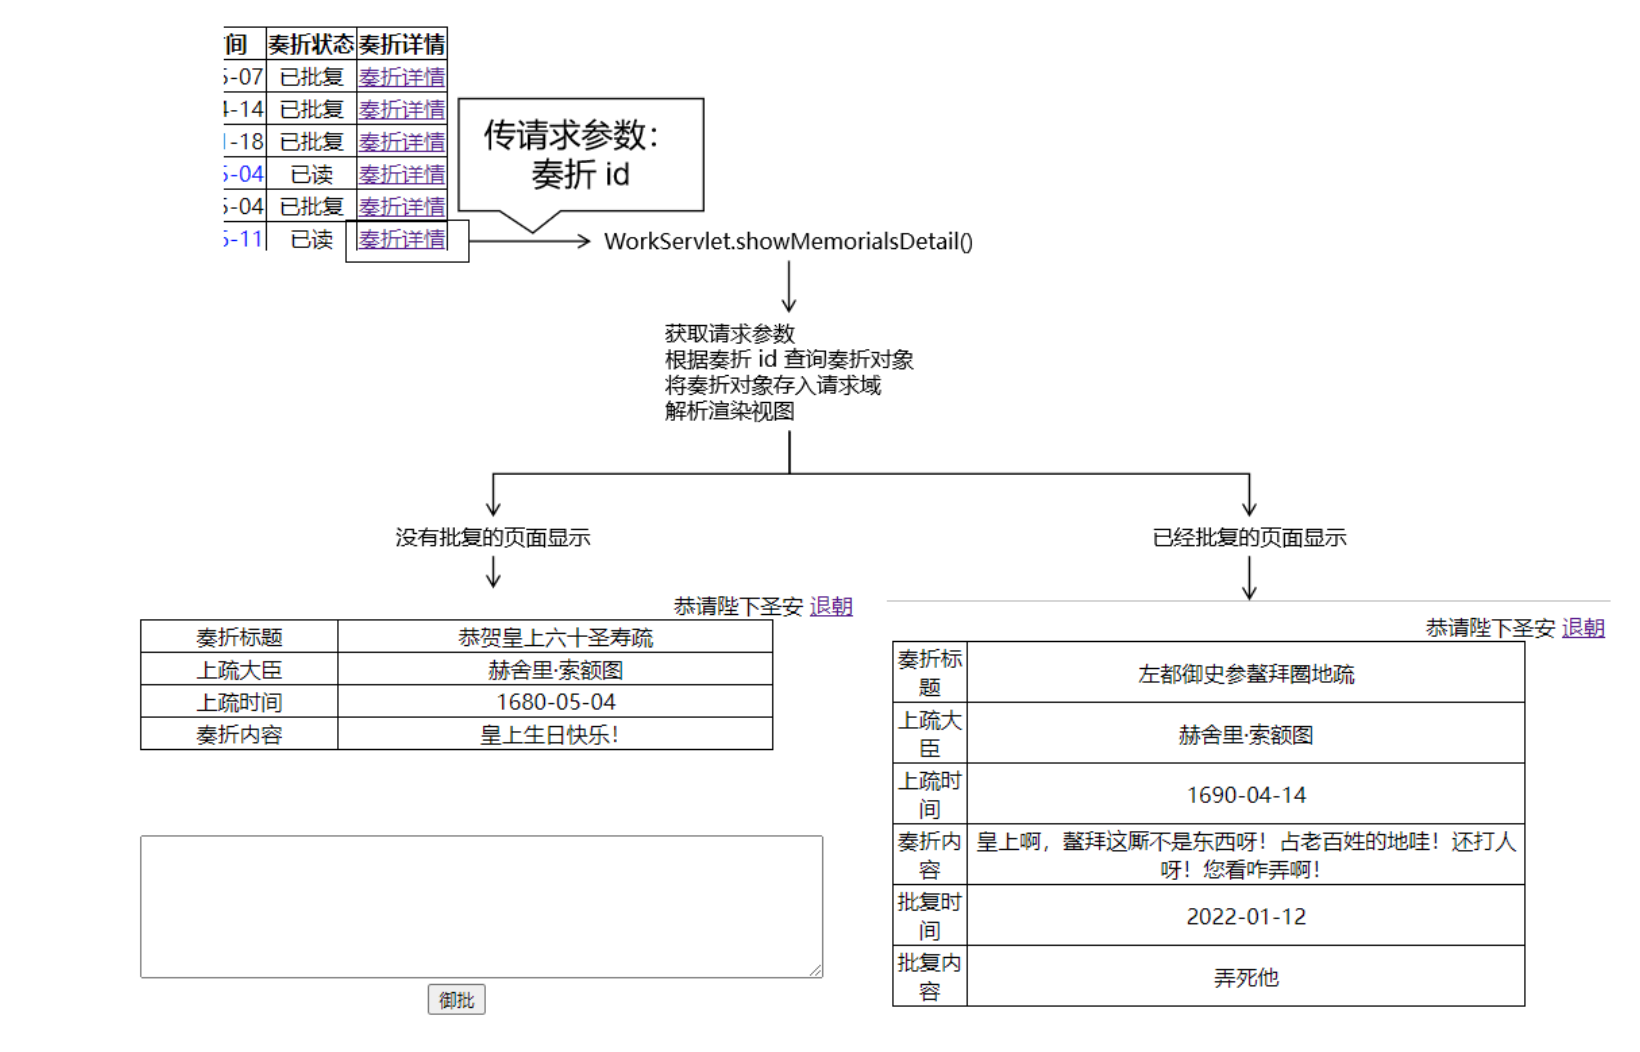 间 奏折状态 奏折详情
5-07 已批复 奏折详情
4-14 已批复 奏折详情
1-18 已批复 奏折详情
5-04 已读 奏折详情
5-04 已批复 奏折详情
5-11 已读 奏折详情
传请求参数：
奏折 id
WorkServlet.showMemorialsDetail()
获取请求参数
根据奏折 id 查询奏折对象
将奏折对象存入请求域
解析渲染视图
没有批复的页面显示
恭请陛下圣安 退朝
奏折标题 恭贺皇上六十圣寿疏
上疏大臣 赫舍里·索额图
上疏时间 1680-05-04
奏折内容 皇上生日快乐！
御批
已经批复的页面显示
恭请陛下圣安 退朝
奏折标
题
左都御史参鳌拜圈地疏
上疏大
臣
赫舍里·索额图
上疏时
间
1690-04-14
奏折内
容
皇上啊，鳌拜这厮不是东西呀！占老百姓的地哇！还打人
呀！您看咋弄啊！
批复时
间
2022-01-12
批复内
容
弄死他